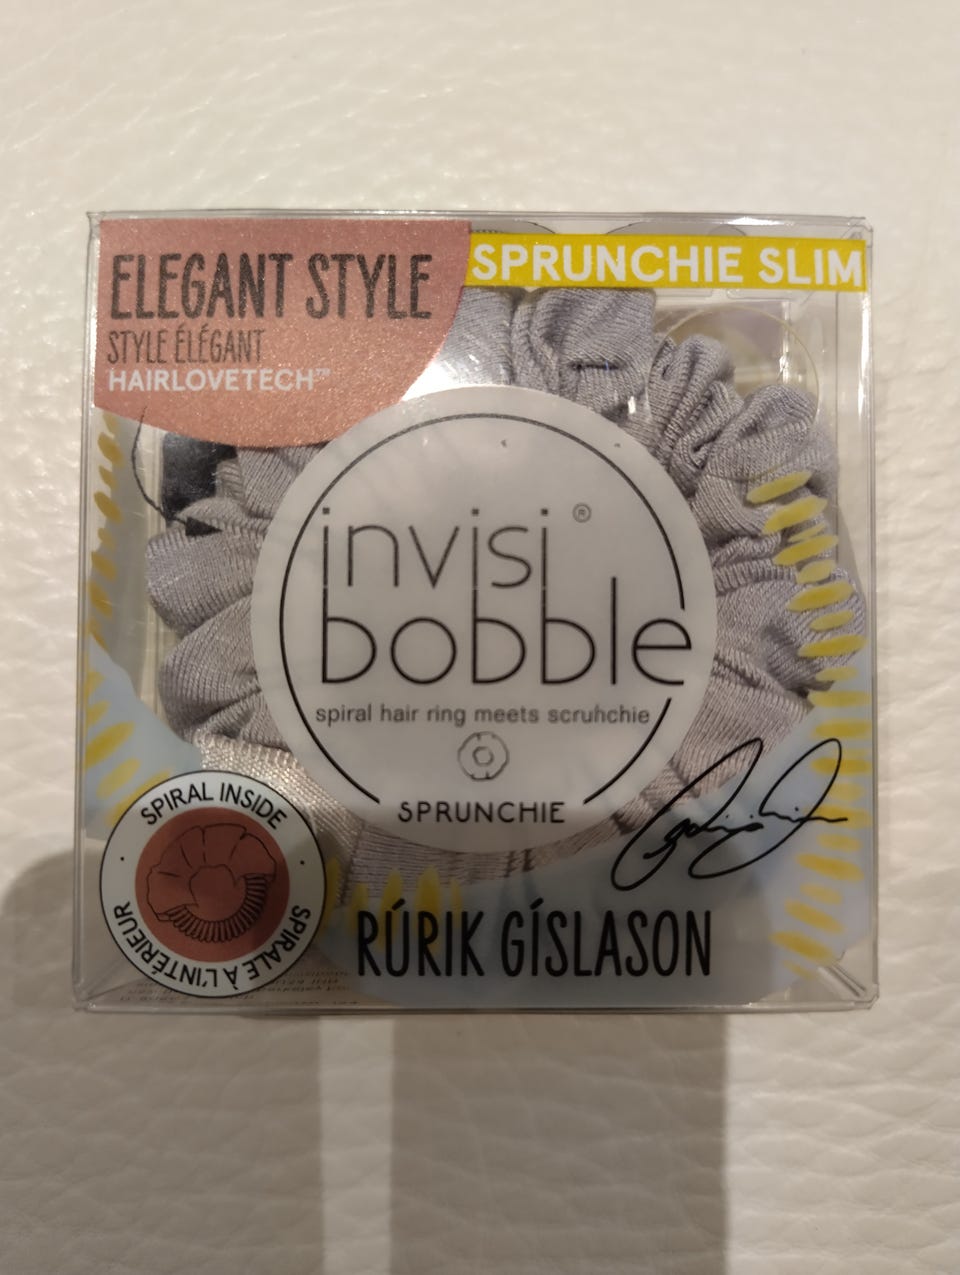 ELEGANT STYLE
STYLE ÉLÉGANT
HAIRLOVETECH™
SPRUNCHIE SLIM
invisi®
bobble
spiral hair ring meets scruhchie
SPRUNCHIE
SPIRAL INSIDE
SPIRALE À L'INTÉRIEUR
RÚRIK GÍSLASON